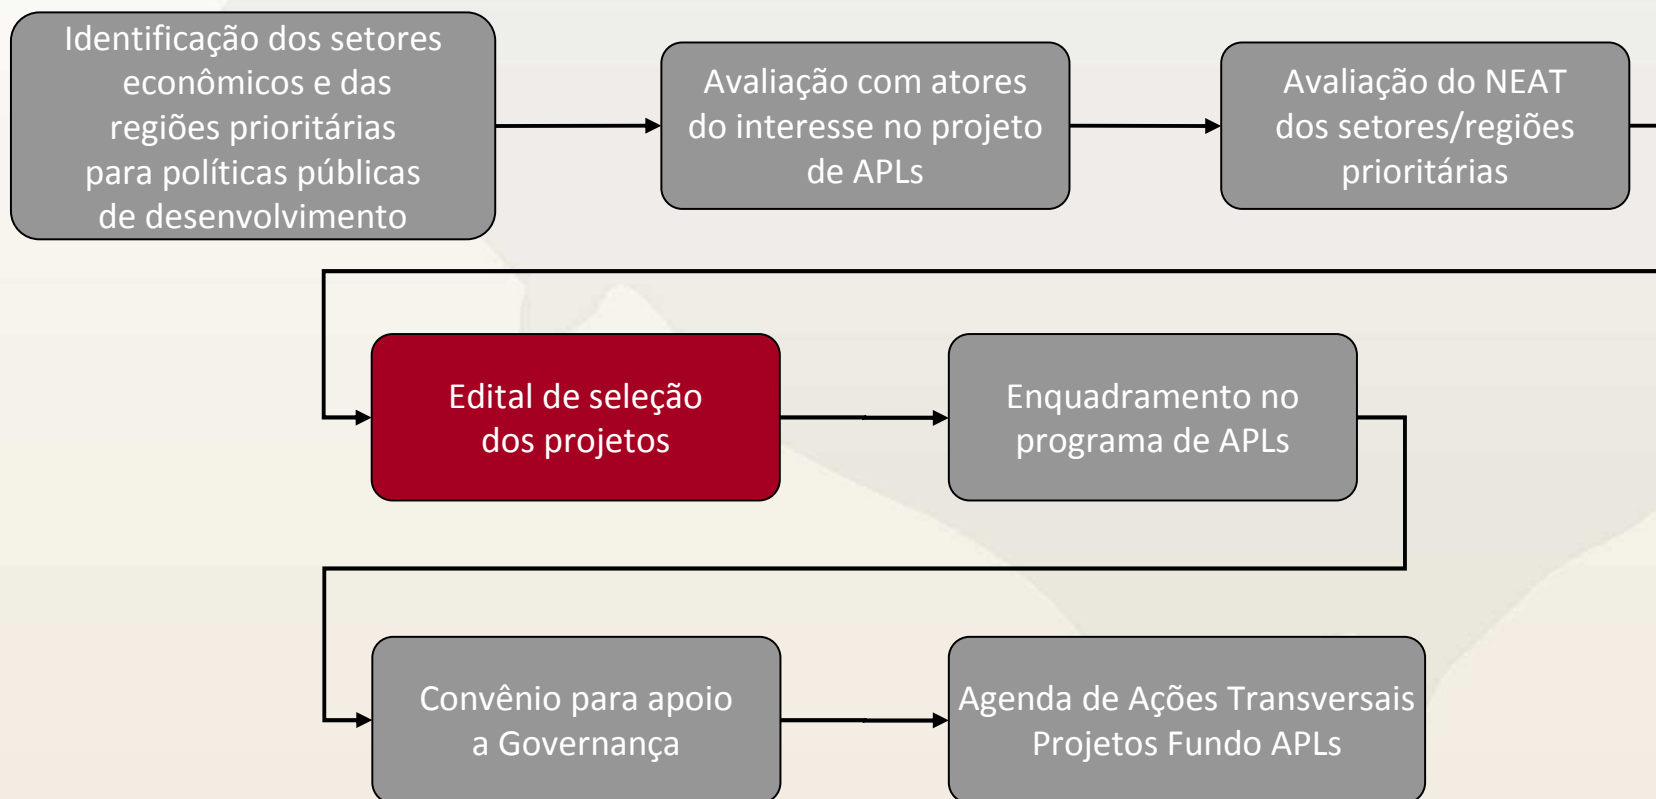 Identificação dos setores
econômicos e das
regiões prioritárias
para políticas públicas
de desenvolvimento
Avaliação com atores
do interesse no projeto
de APLs
Avaliação do NEAT
dos setores/regiões
prioritárias
Edital de seleção
dos projetos
Enquadramento no
programa de APLs
Convênio para apoio
a Governança
Agenda de Ações Transversais
Projetos Fundo APLs